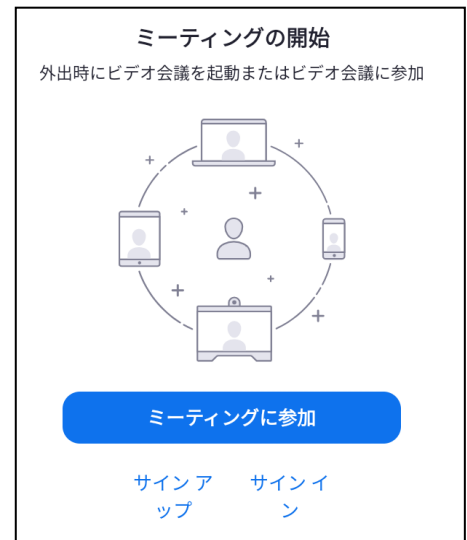 ミーティングの開始
外出時にビデオ会議を起動またはビデオ会議に参加
ミーティングに参加
サイン ア
ップ
サイン イ
ン